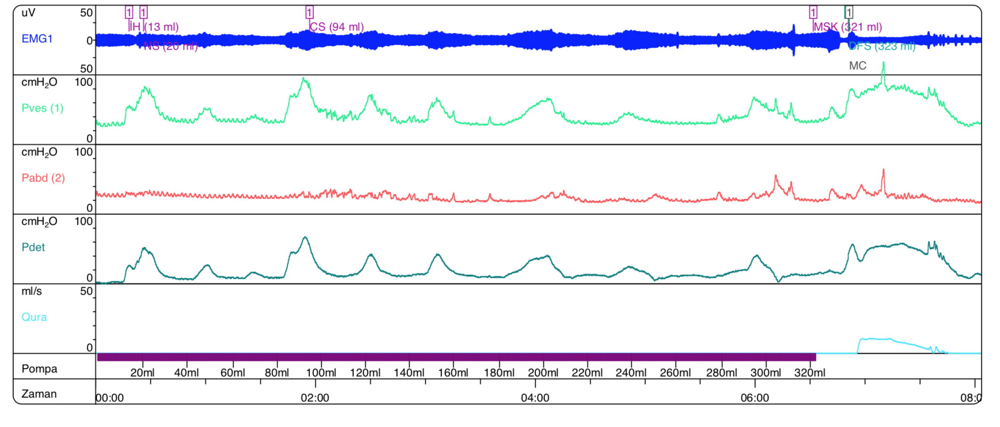 uV 50
EMG1 0
50
1 1 1 1 1
İH (13 ml) CS (94 ml) MSK (321 ml)
NS (20 ml) DFS (323 ml)
MC
cmH₂O 100
Pves (1)
0
cmH₂O 100
Pabd (2)
0
cmH₂O 100
Pdet
0
ml/s 50
Qura
0
Pompa 20ml 40ml 60ml 80ml 100ml 120ml 140ml 160ml 180ml 200ml 220ml 240ml 260ml 280ml 300ml 320ml
Zaman 00:00 02:00 04:00 06:00 08:0